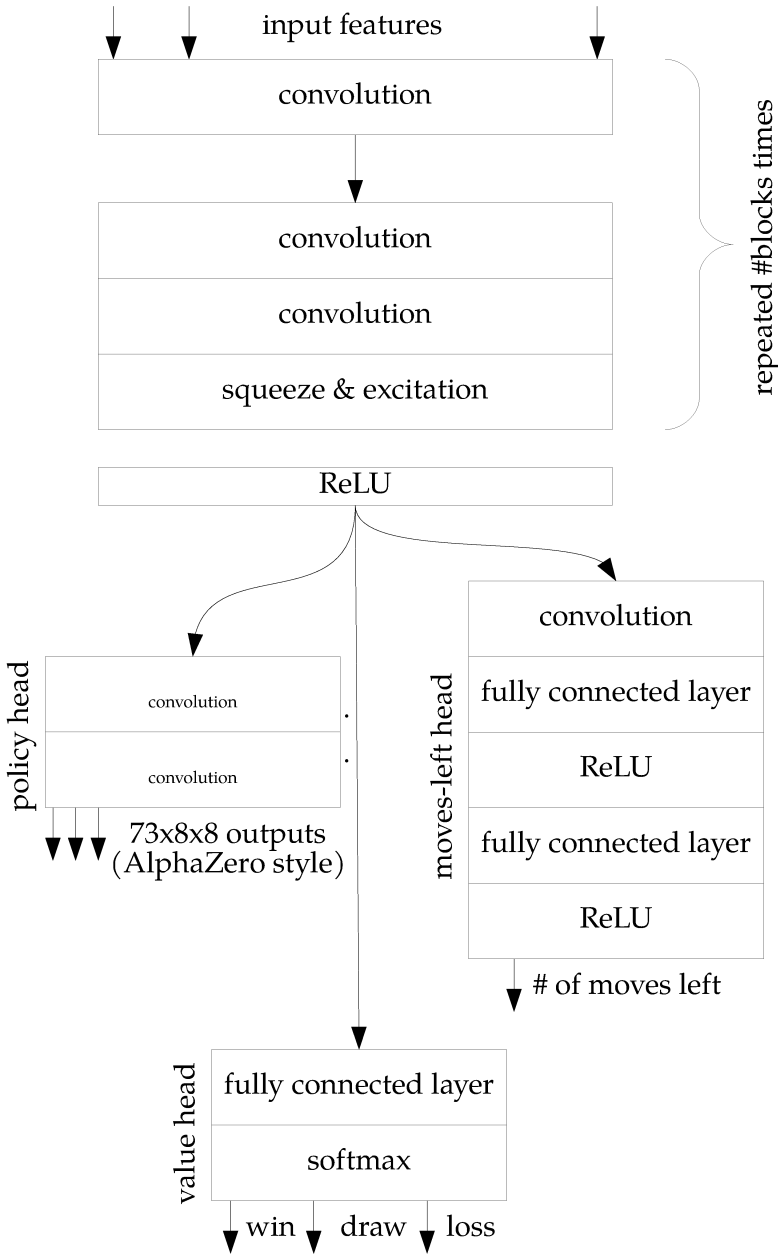 input features
convolution
repeated #blocks times
convolution
convolution
squeeze & excitation
ReLU
policy head
convolution
convolution
73x8x8 outputs
(AlphaZero style)
moves-left head
convolution
fully connected layer
ReLU
fully connected layer
ReLU
# of moves left
value head
fully connected layer
softmax
win draw loss